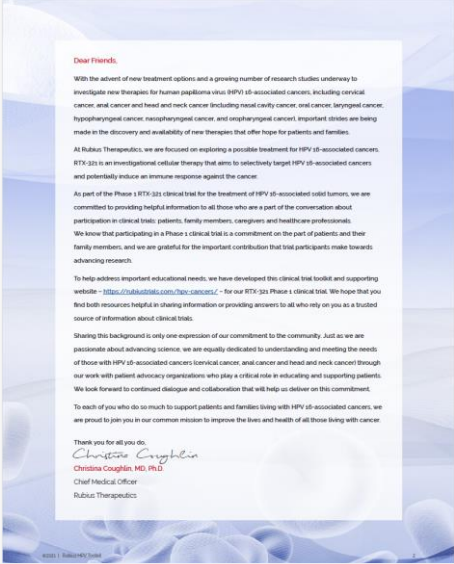 Dear Friends,
With the advent of new treatment options and a growing number of research studies underway to
investigate new therapies for human papilloma virus (HPV) 16-associated cancers, including cervical
cancer, anal cancer and head and neck cancer (including nasal cavity cancer, oral cancer, laryngeal cancer,
hypopharyngeal cancer, nasopharyngeal cancer, and oropharyngeal cancer), important strides are being
made in the discovery and availability of new therapies that offer hope for patients and families.
At Rubius Therapeutics, we are focused on exploring a possible treatment for HPV 16-associated cancers.
RTX-321 is an investigational cellular therapy that aims to selectively target HPV 16-associated cancers
and potentially induce an immune response against the cancer.
As part of the Phase 1 RTX-321 clinical trial for the treatment of HPV 16-associated solid tumors, we are
committed to providing helpful information to all those who are a part of the conversation about
participation in clinical trials: patients, family members, caregivers and healthcare professionals.
We know that participating in a Phase 1 clinical trial is a commitment on the part of patients and their
family members, and we are grateful for the important contribution that trial participants make towards
advancing research.
To help address important educational needs, we have developed this clinical trial toolkit and supporting
website – https://rubiustrials.com/hpv-cancers/ – for our RTX-321 Phase 1 clinical trial. We hope that you
find both resources helpful in sharing information or providing answers to all who rely on you as a trusted
source of information about clinical trials.
Sharing this background is only one expression of our commitment to the community. Just as we are
passionate about advancing science, we are equally dedicated to understanding and meeting the needs
of those with HPV 16-associated cancers (cervical cancer, anal cancer and head and neck cancer) through
our work with patient advocacy organizations who play a critical role in educating and supporting patients.
We look forward to continued dialogue and collaboration that will help us deliver on this commitment.
To each of you who do so much to support patients and families living with HPV 16-associated cancers, we
are proud to join you in our common mission to improve the lives and health of all those living with cancer.
Thank you for all you do,
Christina Coughlin
Christina Coughlin, MD, Ph.D.
Chief Medical Officer
Rubius Therapeutics
©2021 | Rubius HPV Toolkit